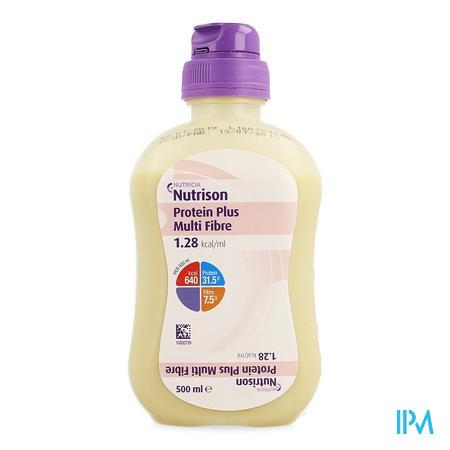 NUTRICIA
Nutrison
Protein Plus
Multi Fibre
1.28 kcal/ml
PER 500 ml
kcal
640
Protein
31.5g
Fibre
7.5g
1.28 kcal/ml
Protein Plus Multi Fibre
Nutrison
NUTRICIA
500 ml e
IPM